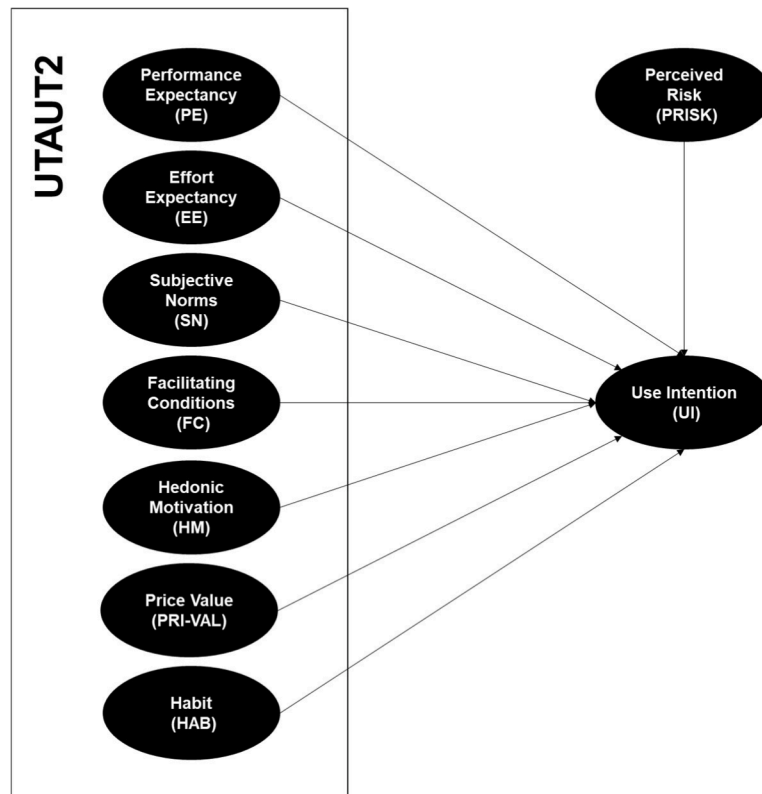 UTAUT2
Performance
Expectancy
(PE)
Effort
Expectancy
(EE)
Subjective
Norms
(SN)
Facilitating
Conditions
(FC)
Hedonic
Motivation
(HM)
Price Value
(PRI-VAL)
Habit
(HAB)
Perceived
Risk
(PRISK)
Use Intention
(UI)